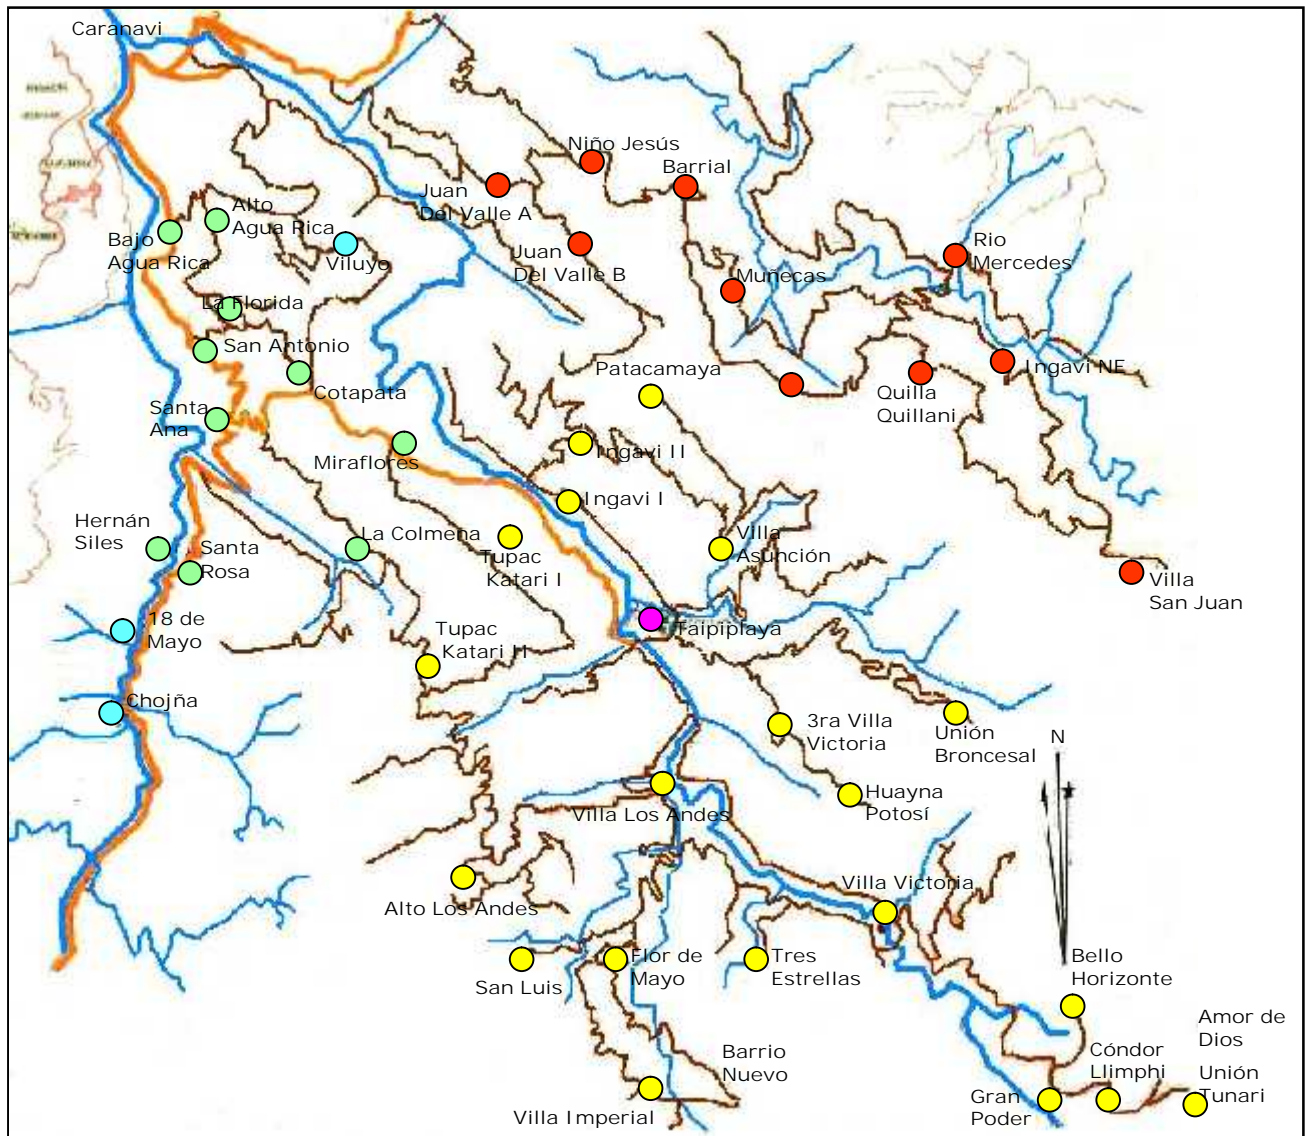 Caranavi
Niño Jesús
Barrial
Juan
Del Valle A
Alto
Agua Rica
Bajo
Agua Rica
Viluyo
Juan
Del Valle B
Rio
Mercedes
Muñecas
La Florida
San Antonio
Cotapata
Patacamaya
Ingavi NE
Quilla
Quillani
Santa
Ana
Miraflores
Ingavi II
Ingavi I
Hernán
Siles
Santa
Rosa
La Colmena
Tupac
Katari I
Villa
Asunción
Villa
San Juan
18 de
Mayo
Tupac
Katari II
Taipiplaya
Chojña
3ra Villa
Victoria
Unión
Broncesal
N
Huayna
Potosí
Villa Los Andes
Alto Los Andes
Villa Victoria
San Luis
Flor de
Mayo
Tres
Estrellas
Bello
Horizonte
Amor de
Dios
Barrio
Nuevo
Cóndor
Llimphi
Unión
Tunari
Gran
Poder
Villa Imperial